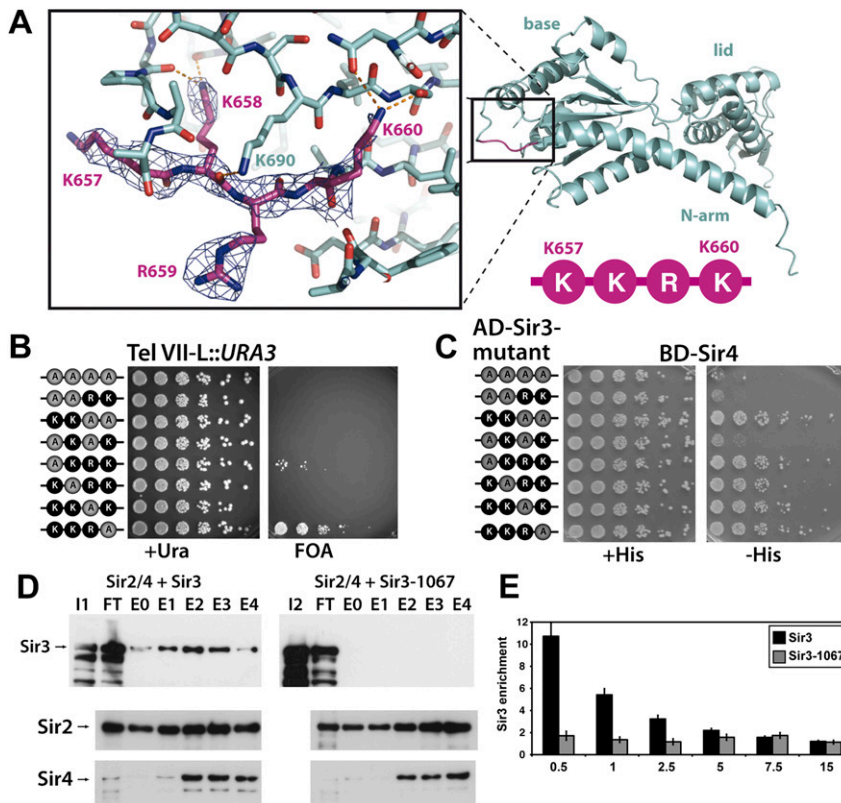 A
K658
K660
K690
K657
R659
base
lid
N-arm
K657 K660
K K R K
B
Tel VII-L::URA3
A A A A
A A R K
K K A A
A K A K
A K R K
K A R K
K K A K
K K R A
+Ura FOA
C
AD-Sir3-
mutant
BD-Sir4
A A A A
A A R K
K K A A
A K A K
A K R K
K A R K
K K A K
K K R A
+His -His
D
Sir2/4 + Sir3 Sir2/4 + Sir3-1067
I1 FT E0 E1 E2 E3 E4 I2 FT E0 E1 E2 E3 E4
Sir3→
Sir2→
Sir4→
E
Sir3 enrichment
12
10
8
6
4
2
0
Sir3
Sir3-1067
0.5 1 2.5 5 7.5 15